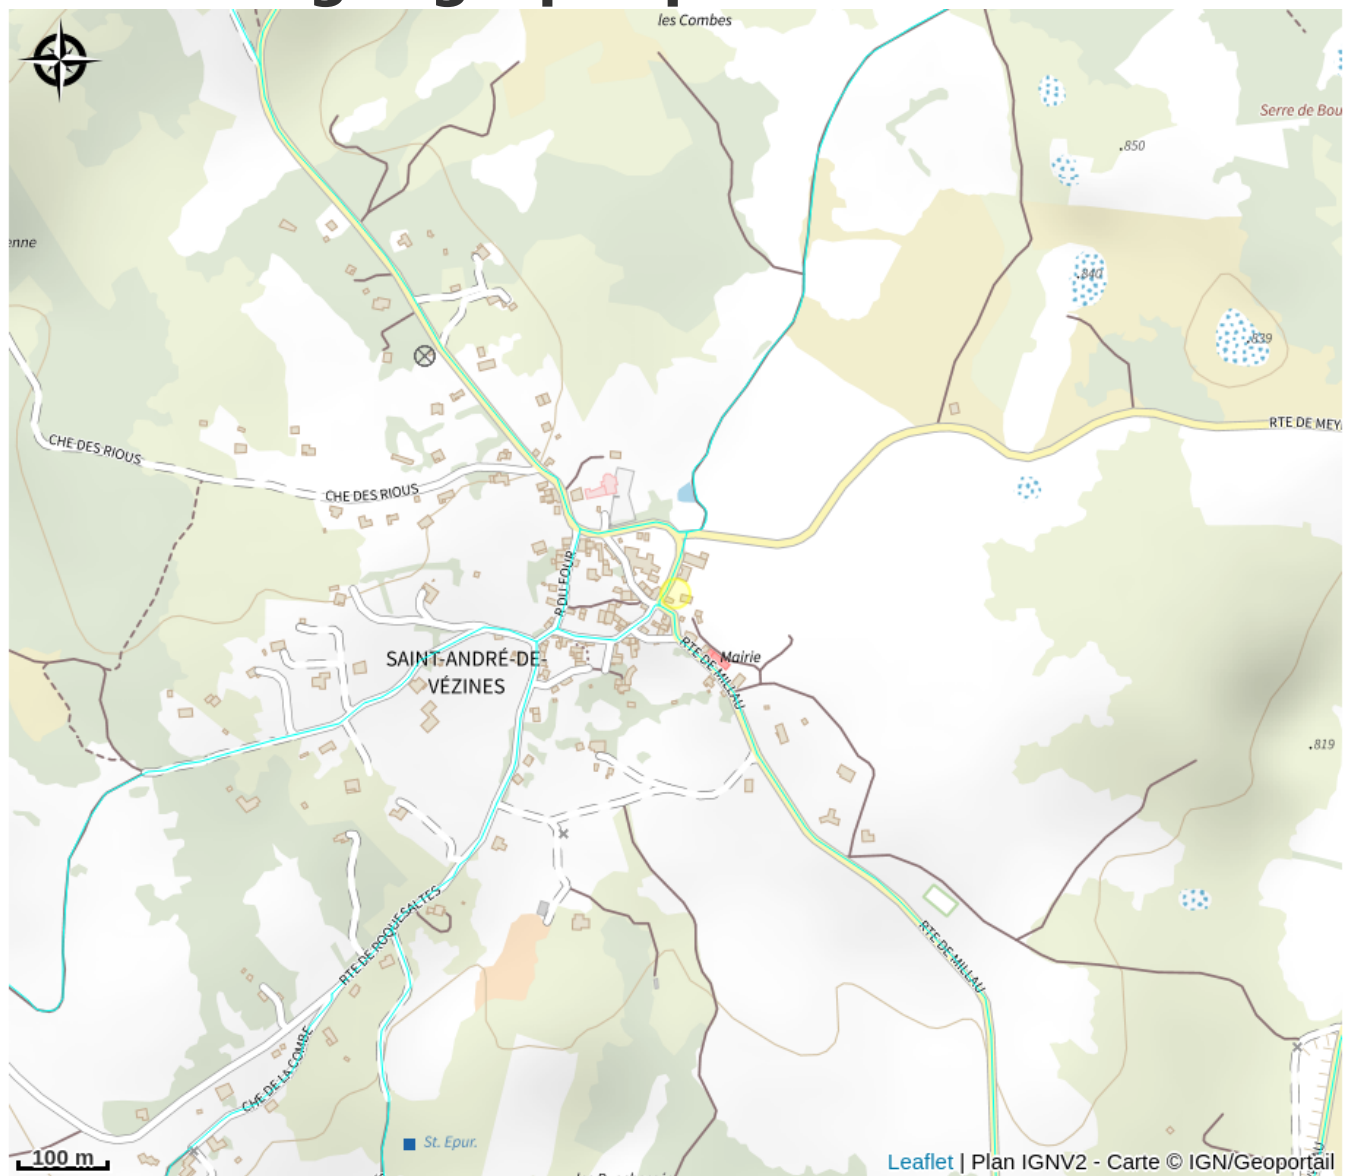 les Combes
Serre de Bou
.850
enne
.840
.839
RTE DE MEY
CHE DES RIOUS
CHE DES RIOUS
R DU FOUR
SAINT-ANDRÉ-DE-
VÉZINES
RTE DE MILLAU
Mairie
.819
RTE DE ROQUESALTES
RTE DE MILLAU
CHE DE LA COMBE
St. Epur.
100 m
Leaflet | Plan IGNV2 - Carte © IGN/Geoportail